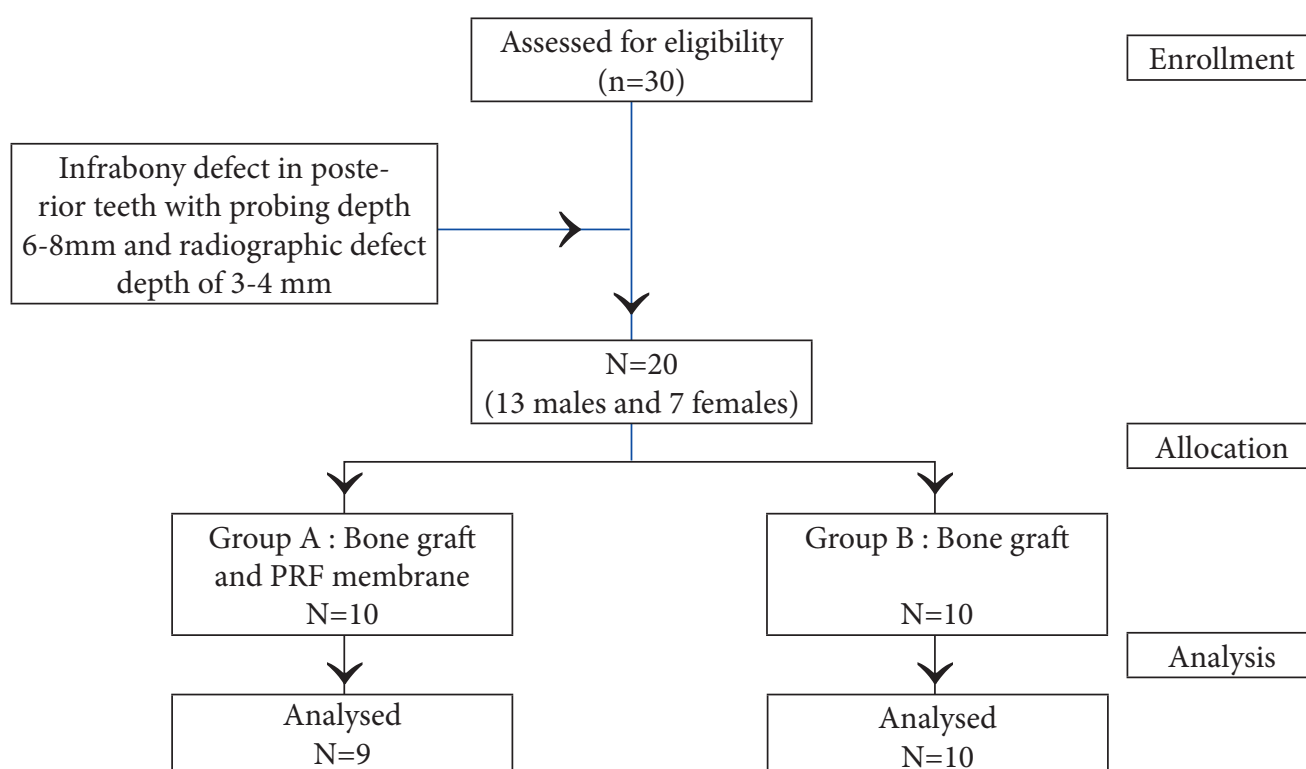 Assessed for eligibility
(n=30)
Enrollment
Infrabony defect in poste-
rior teeth with probing depth
6-8mm and radiographic defect
depth of 3-4 mm
N=20
(13 males and 7 females)
Allocation
Group A : Bone graft
and PRF membrane
N=10
Group B : Bone graft
N=10
Analysis
Analysed
N=9
Analysed
N=10